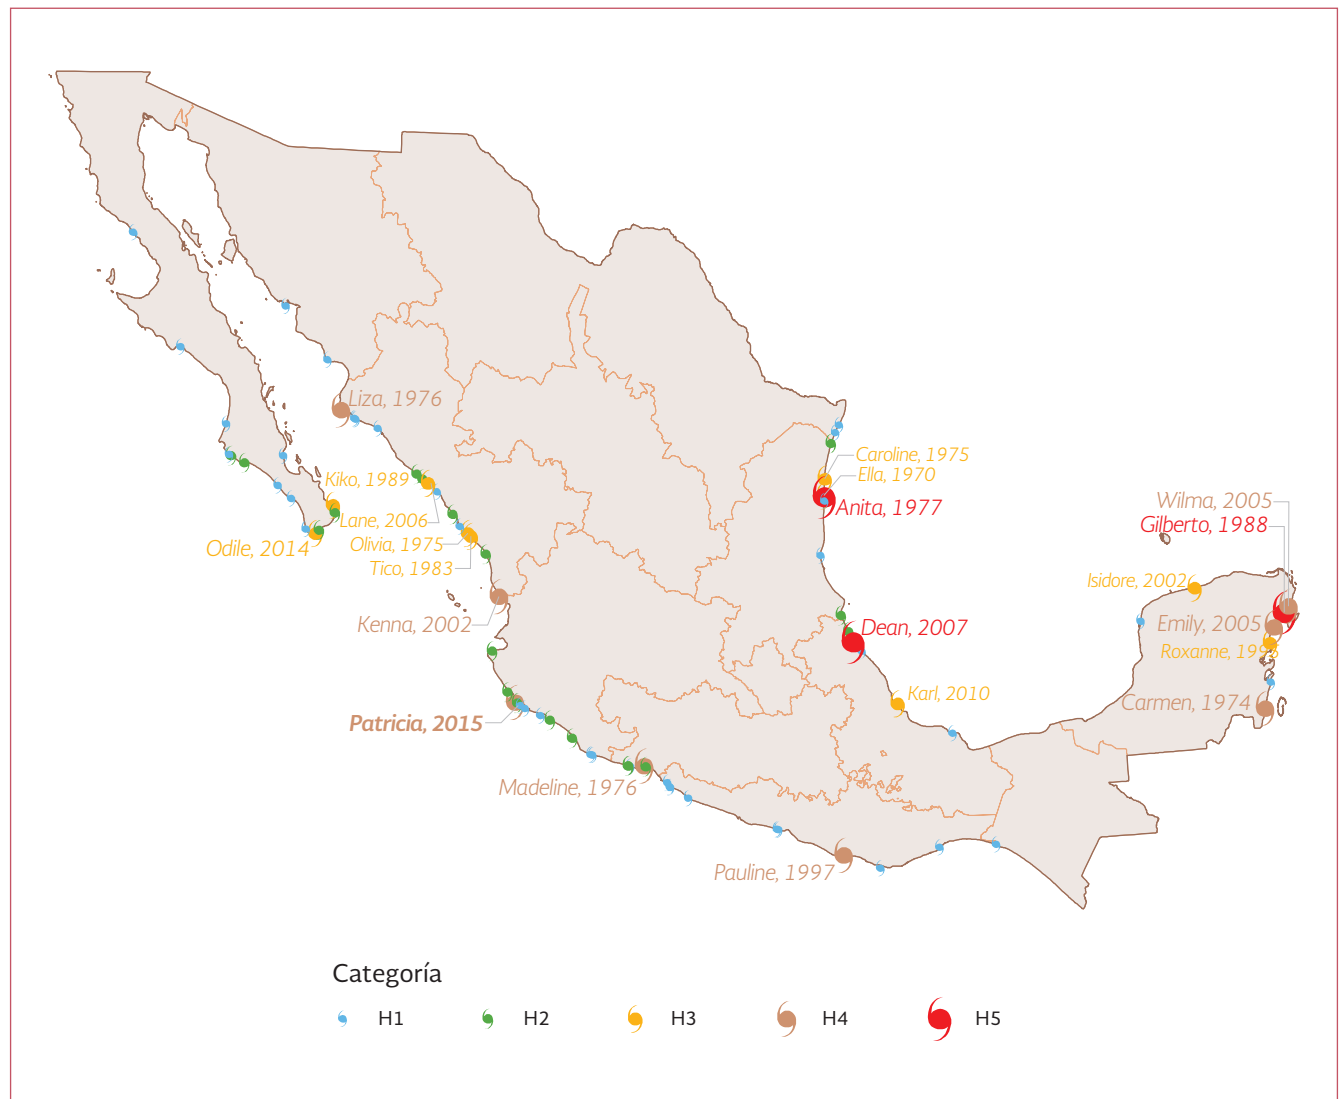 Liza, 1976
Caroline, 1975
Kiko, 1989
Ella, 1970
Wilma, 2005
Anita, 1977
Lane, 2006
Gilberto, 1988
Olivia, 1975
Odile, 2014
Tico, 1983
Isidore, 2002
Kenna, 2002
Dean, 2007
Emily, 2005
Roxanne,
Karl, 2010
Carmen, 1974
Patricia, 2015
Madeline, 1976
Pauline, 1997
Categoría
H1 H2 H3 H4 H5